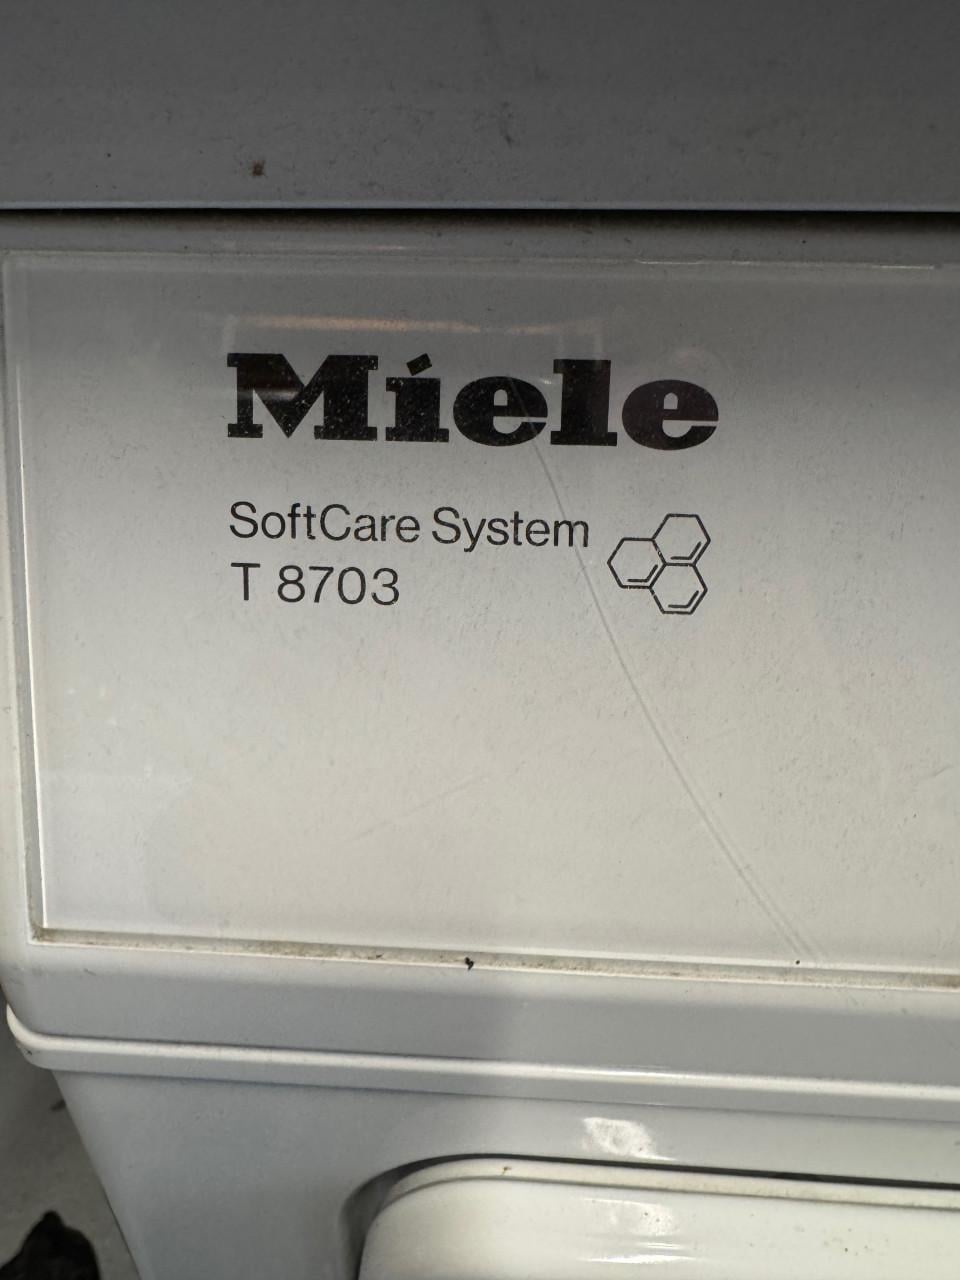 Miele
SoftCare System
T 8703